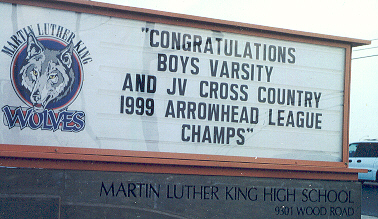 MARTIN LUTHER KING
WOLVES
"CONGRATULATIONS
BOYS VARSITY
AND JV CROSS COUNTRY
1999 ARROWHEAD LEAGUE
CHAMPS"
MARTIN LUTHER KING HIGH SCHOOL
9301 WOOD ROAD